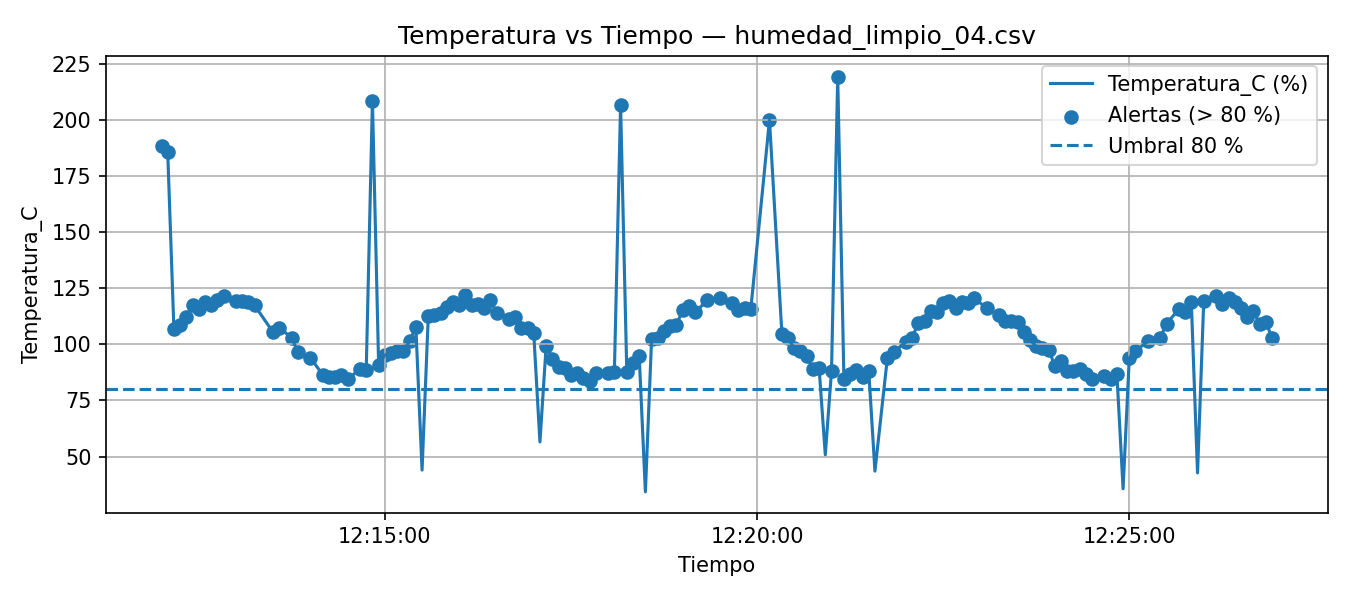 Temperatura vs Tiempo — humedad_limpio_04.csv
Temperatura_C (%)
Alertas (> 80 %)
Umbral 80 %
Temperatura_C
225
200
175
150
125
100
75
50
12:15:00
12:20:00
12:25:00
Tiempo